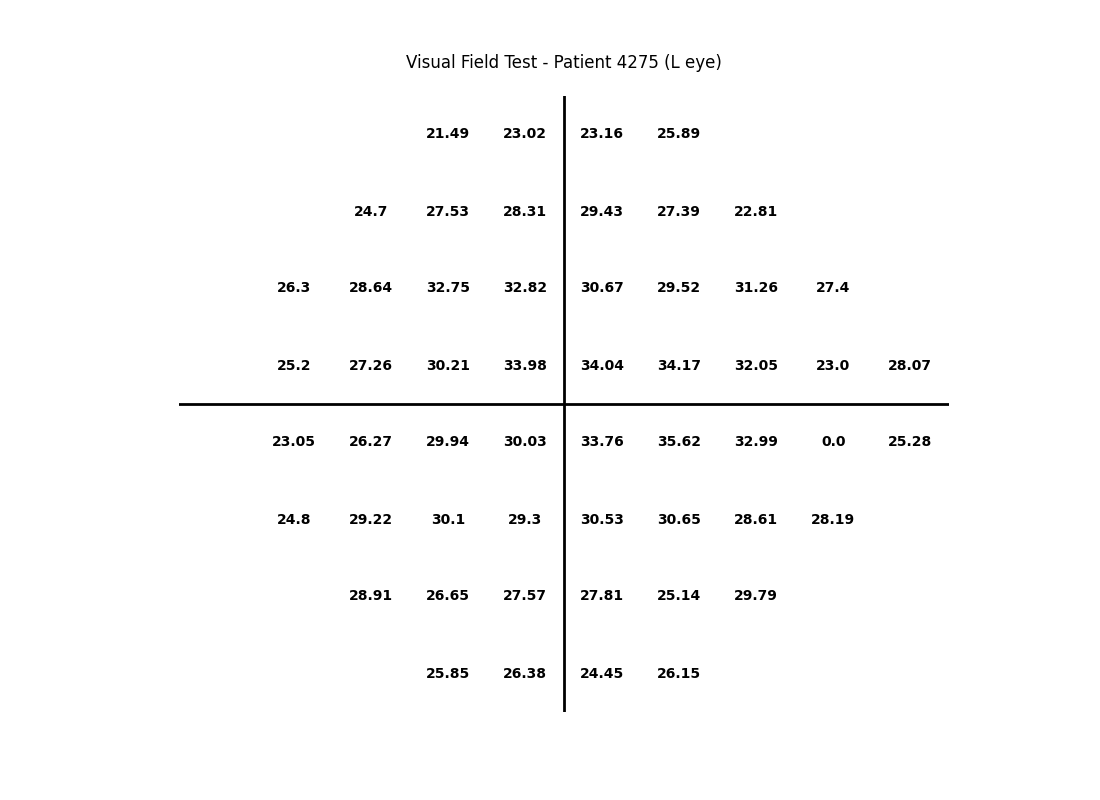 Visual Field Test - Patient 4275 (L eye)
21.49 23.02 23.16 25.89
24.7 27.53 28.31 29.43 27.39 22.81
26.3 28.64 32.75 32.82 30.67 29.52 31.26 27.4
25.2 27.26 30.21 33.98 34.04 34.17 32.05 23.0 28.07
23.05 26.27 29.94 30.03 33.76 35.62 32.99 0.0 25.28
24.8 29.22 30.1 29.3 30.53 30.65 28.61 28.19
28.91 26.65 27.57 27.81 25.14 29.79
25.85 26.38 24.45 26.15